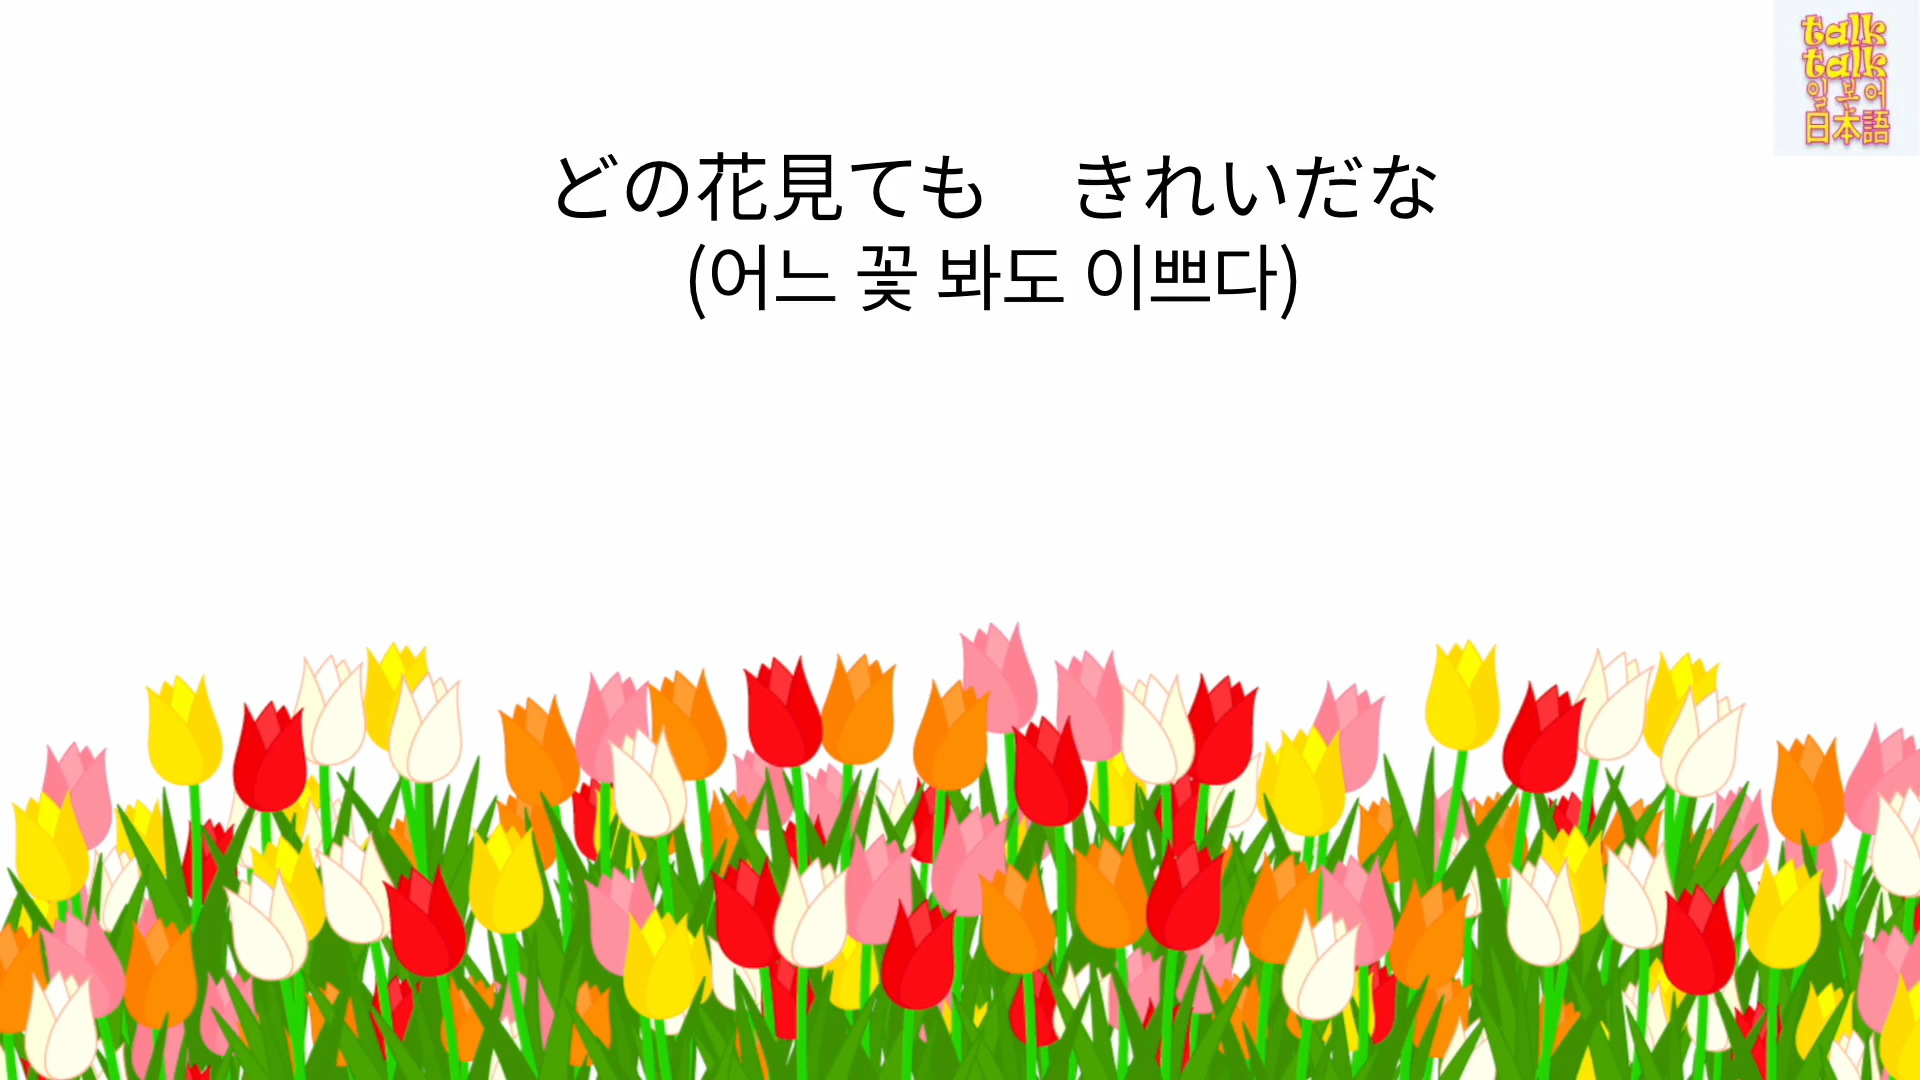 talk
talk
일본어
日本語
どの花見ても　きれいだな
(어느 꽃 봐도 이쁘다)